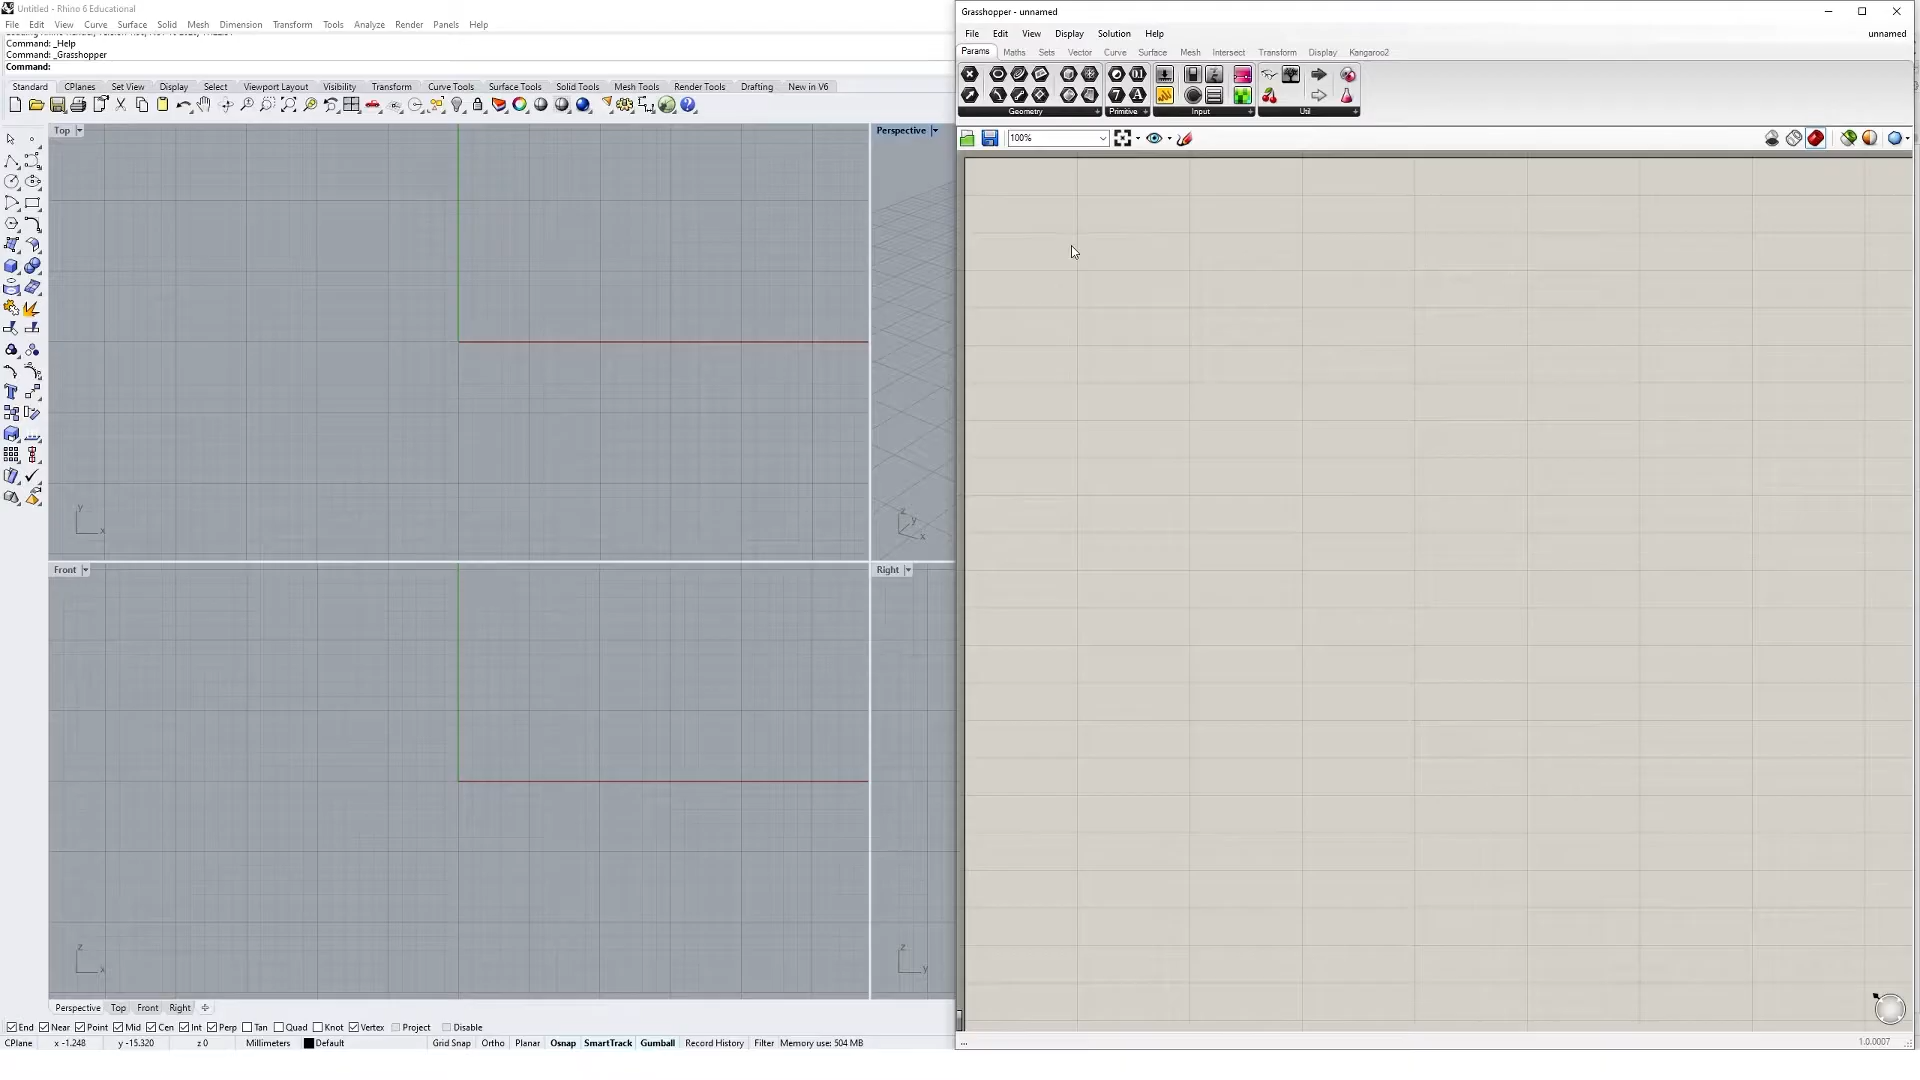 Untitled - Rhino 6 Educational
File Edit View Curve Surface Solid Mesh Dimension Transform Tools Analyze Render Panels Help
Command: _Help
Command: _Grasshopper
Command:
Standard CPlanes Set View Display Select Viewport Layout Visibility Transform Curve Tools Surface Tools Solid Tools Mesh Tools Render Tools Drafting New in V6
Top
Perspective
y
x
z
y
x
Front
Right
z
x
z
y
Perspective Top Front Right
End Near Point Mid Cen Int Perp Tan Quad Knot Vertex Project Disable
CPlane x -1.248 y -15.320 z 0 Millimeters Default Grid Snap Ortho Planar Osnap SmartTrack Gumball Record History Filter Memory use: 504 MB
Grasshopper - unnamed
File Edit View Display Solution Help unnamed
Params Maths Sets Vector Curve Surface Mesh Intersect Transform Display Kangaroo2
Geometry Primitive Input Util
100%
... 1.0.0007